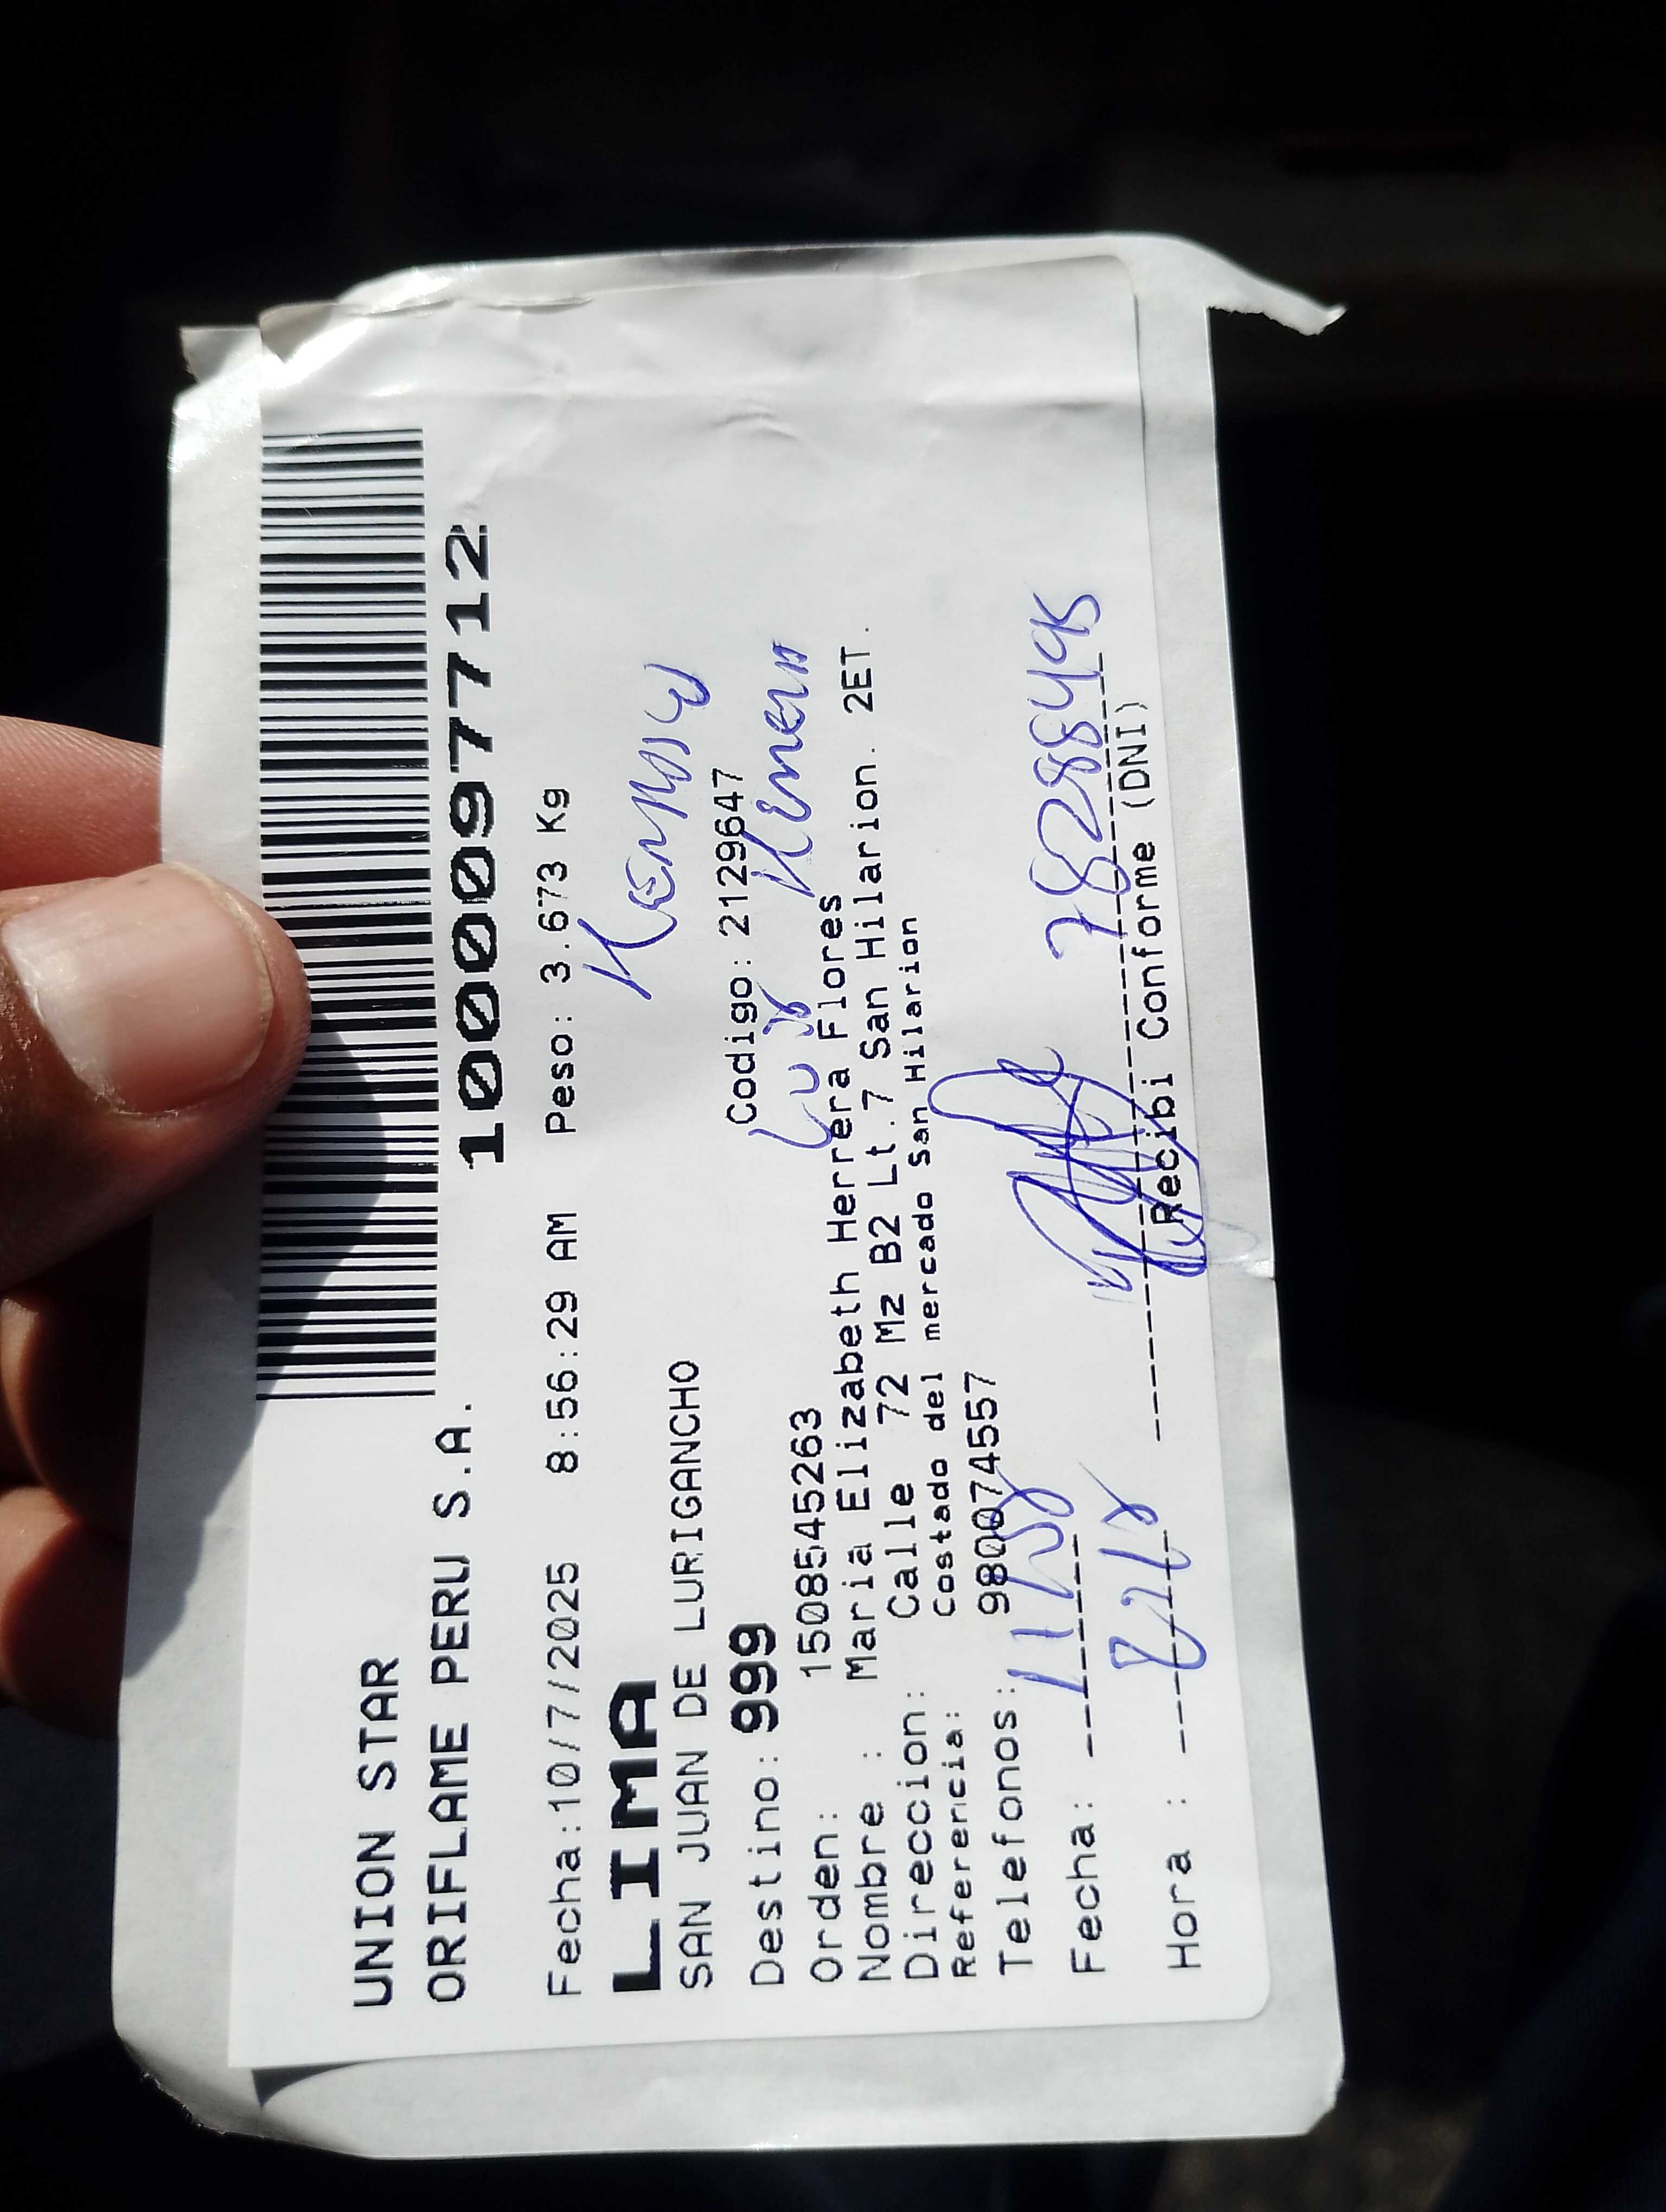 UNION STAR
ORIFLAME PERU S.A.
1000097712
Fecha:10/7/2025 8:56:29 AM Peso: 3.673 Kg
LIMA
SAN JUAN DE LURIGANCHO
Destino: 999 Codigo: 2129647
Orden: 1508545263
Nombre : Maria Elizabeth Herrera Flores
Direccion: Calle 72 Mz B2 Lt.7 San Hilarion. 2ET.
Referencia: Costado del mercado San Hilarion
Telefonos: 980074557
Fecha:
78288495
Hora :
Recibi Conforme (DNI)